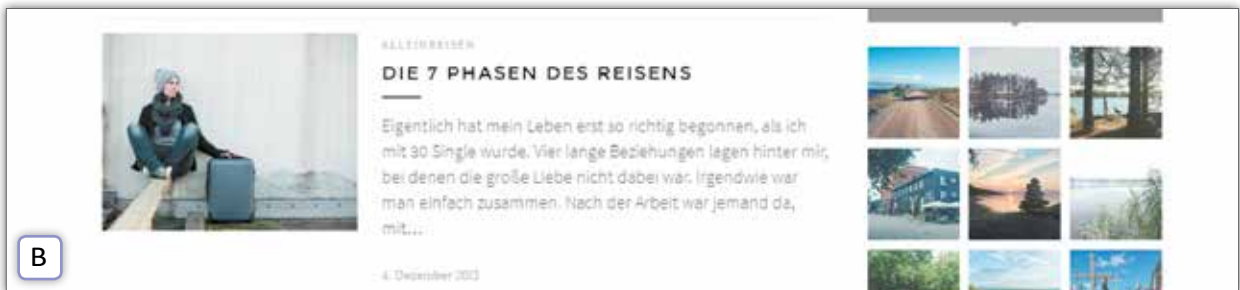 ALLEINREISEN
DIE 7 PHASEN DES REISENS
Eigentlich hat mein Leben erst so richtig begonnen, als ich
mit 30 Single wurde. Vier lange Beziehungen lagen hinter mir,
bei denen die große Liebe nicht dabei war. Irgendwie war
man einfach zusammen. Nach der Arbeit war jemand da,
mit...
4. Dezember
B